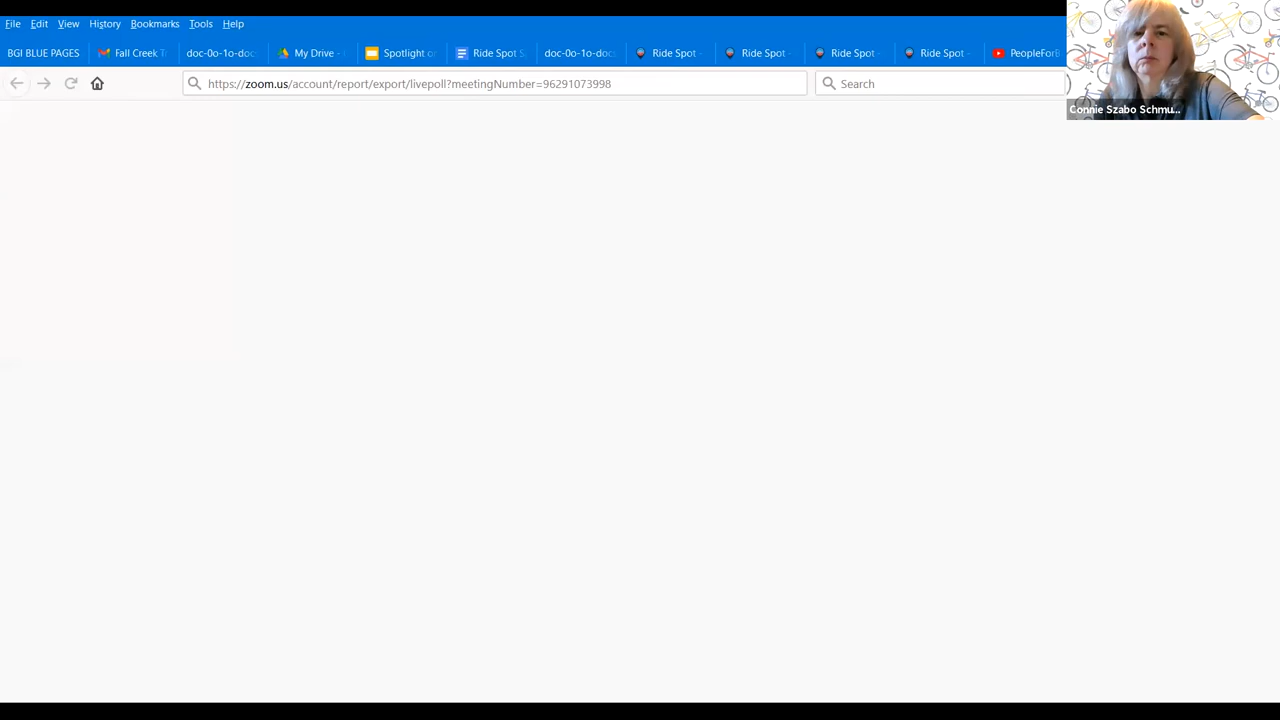 File Edit View History Bookmarks Tools Help
BGI BLUE PAGES Fall Creek T doc-0o-1o-doc My Drive - Spotlight o Ride Spot S doc-0o-1o-doc Ride Spot - Ride Spot - Ride Spot - Ride Spot - PeopleForB
https://zoom.us/account/report/export/livepoll?meetingNumber=96291073998 Search
Connie Szabo Schmu...